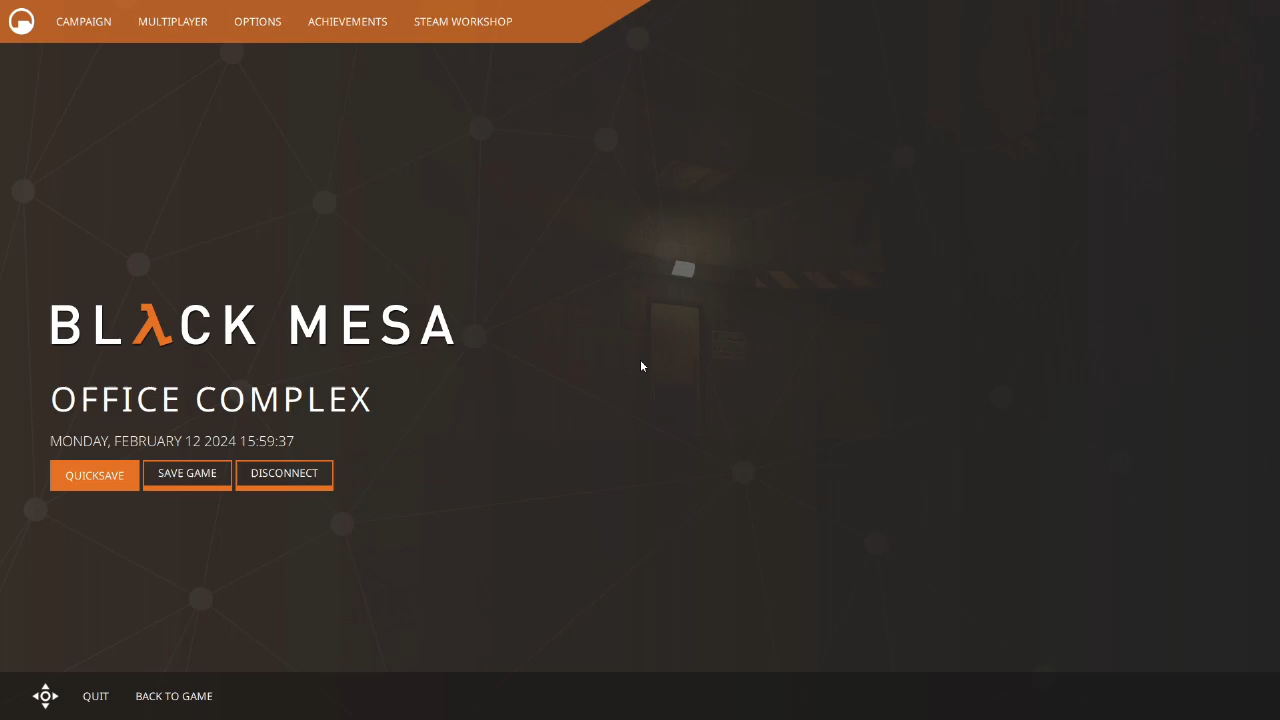 CAMPAIGN MULTIPLAYER OPTIONS ACHIEVEMENTS STEAM WORKSHOP
BLλCK MESA
OFFICE COMPLEX
MONDAY, FEBRUARY 12 2024 15:59:37
QUICKSAVE SAVE GAME DISCONNECT
QUIT BACK TO GAME